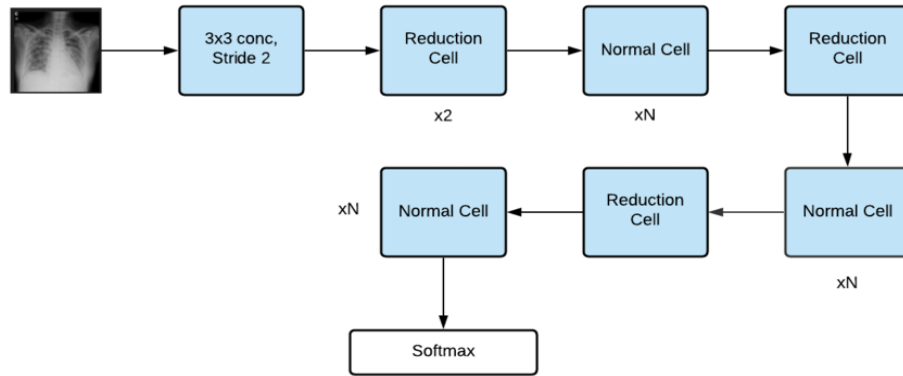 3x3 conc,
Stride 2
Reduction
Cell
x2
Normal Cell
xN
Reduction
Cell
Normal Cell
xN
Reduction
Cell
Normal Cell
xN
Softmax